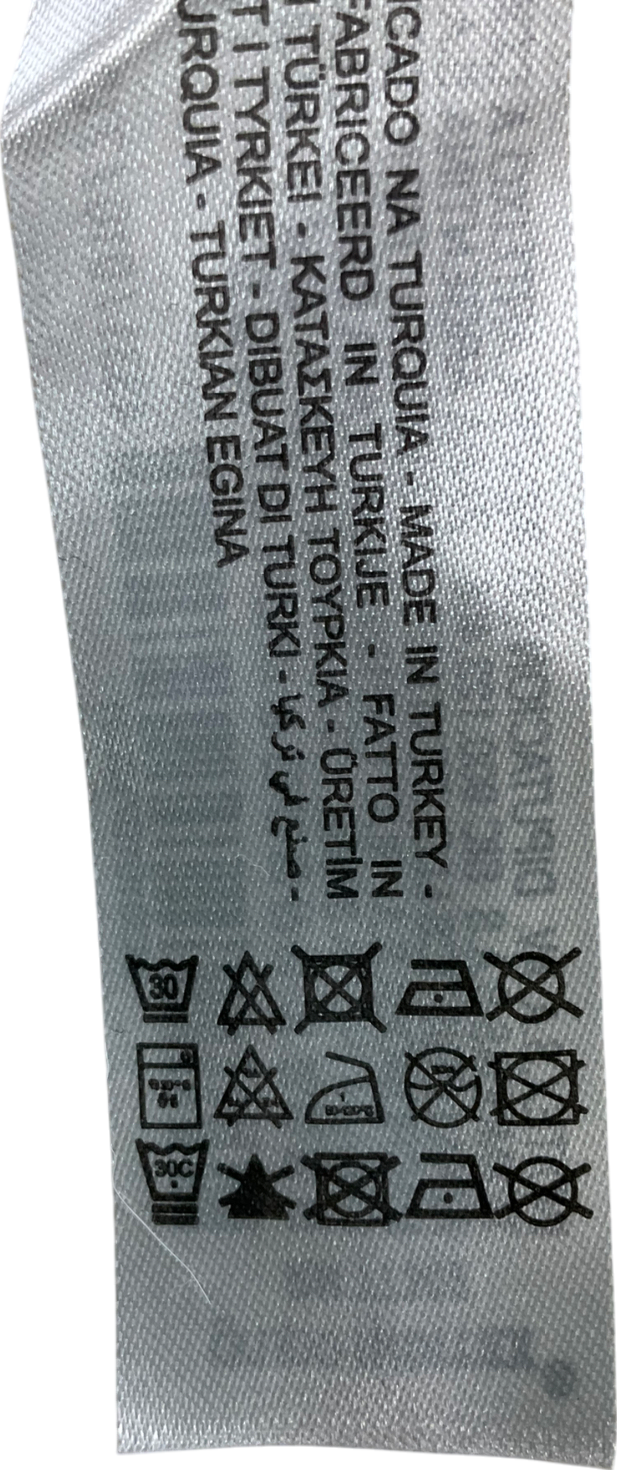 ICADO NA TURQUIA - MADE IN TURKEY -
FABRICEERD IN TURKIJE - FATTO IN
TÜRKEI - ΚΑΤΑΣΚΕΥΗ ΤΟΥΡΚΙΑ - ÜRETİM
T I TYRKIET - DIBUAT DI TURKI - صنع في تركيا -
URQUIA - TURKIAN EGINA
30
30C